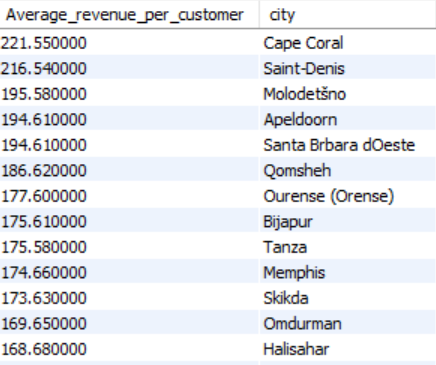 Average_revenue_per_customer city
221.550000 Cape Coral
216.540000 Saint-Denis
195.580000 Molodetšno
194.610000 Apeldoorn
194.610000 Santa Brbara dOeste
186.620000 Qomsheh
177.600000 Ourense (Orense)
175.610000 Bijapur
175.580000 Tanza
174.660000 Memphis
173.630000 Skikda
169.650000 Omdurman
168.680000 Halisahar